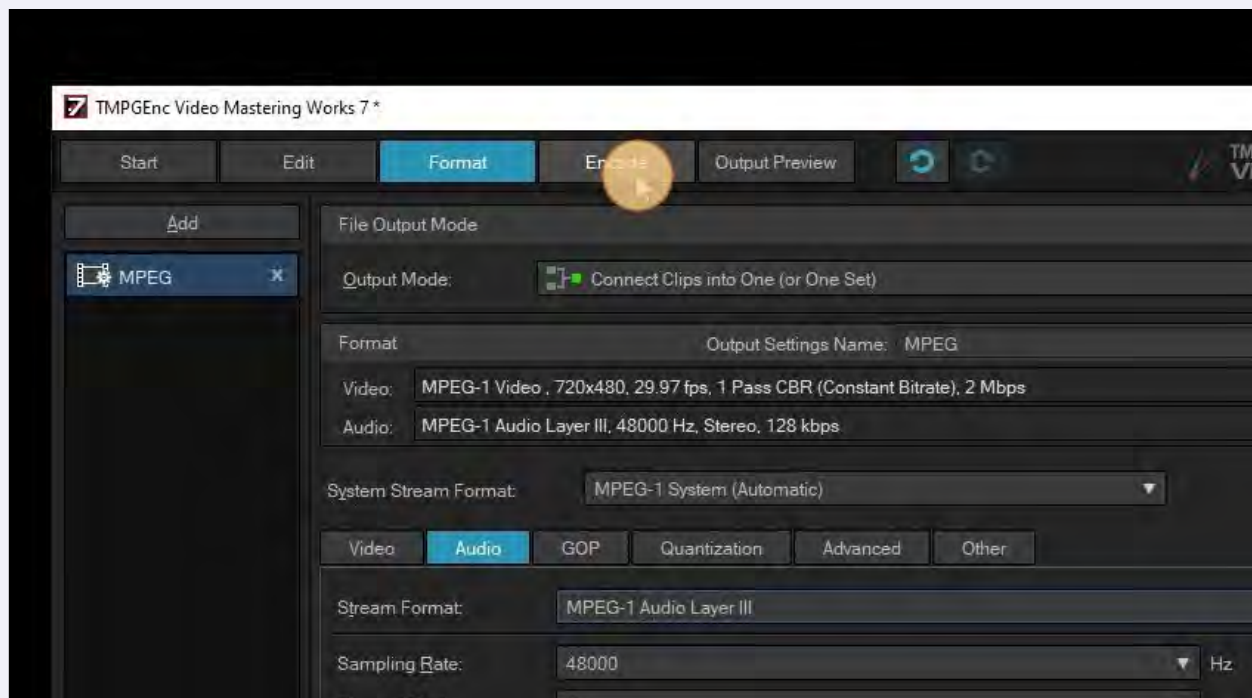 TMPGEnc Video Mastering Works 7 *
Start Edit Format Encode Output Preview
Add
MPEG
File Output Mode
Output Mode: Connect Clips into One (or One Set)
Format Output Settings Name: MPEG
Video: MPEG-1 Video , 720x480, 29.97 fps, 1 Pass CBR (Constant Bitrate), 2 Mbps
Audio: MPEG-1 Audio Layer III, 48000 Hz, Stereo, 128 kbps
System Stream Format: MPEG-1 System (Automatic)
Video Audio GOP Quantization Advanced Other
Stream Format: MPEG-1 Audio Layer III
Sampling Rate: 48000 Hz